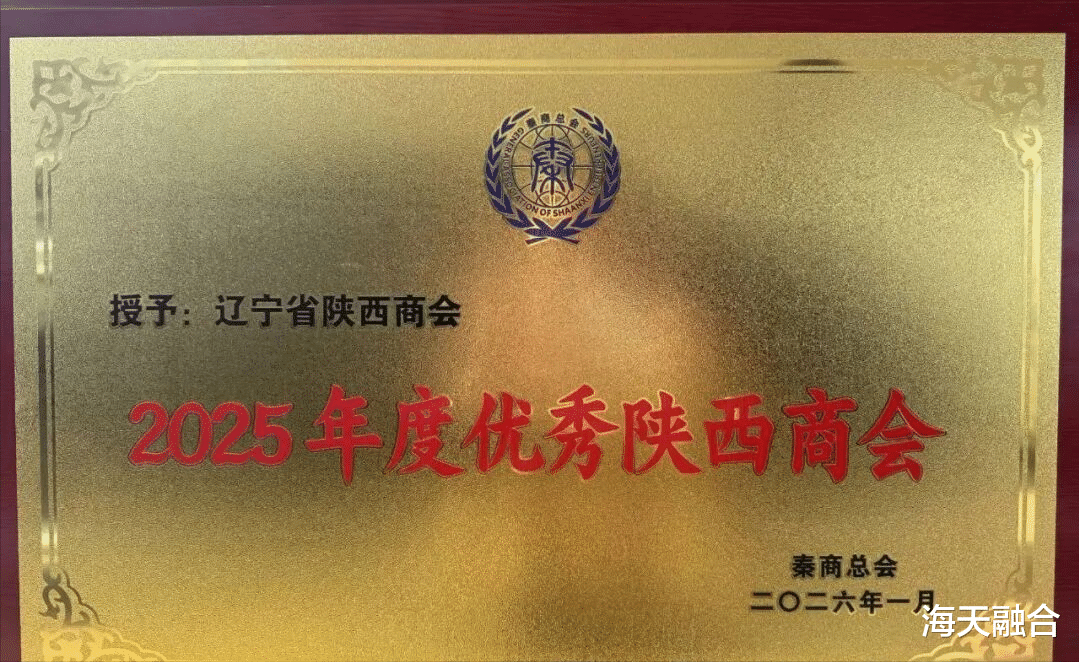 秦商总会
秦
GENERAL ASSOCIATION OF SHAANXI ENTREPRENEURS
授予：辽宁省陕西商会
2025年度优秀陕西商会
秦商总会
二〇二六年一月
海天融合